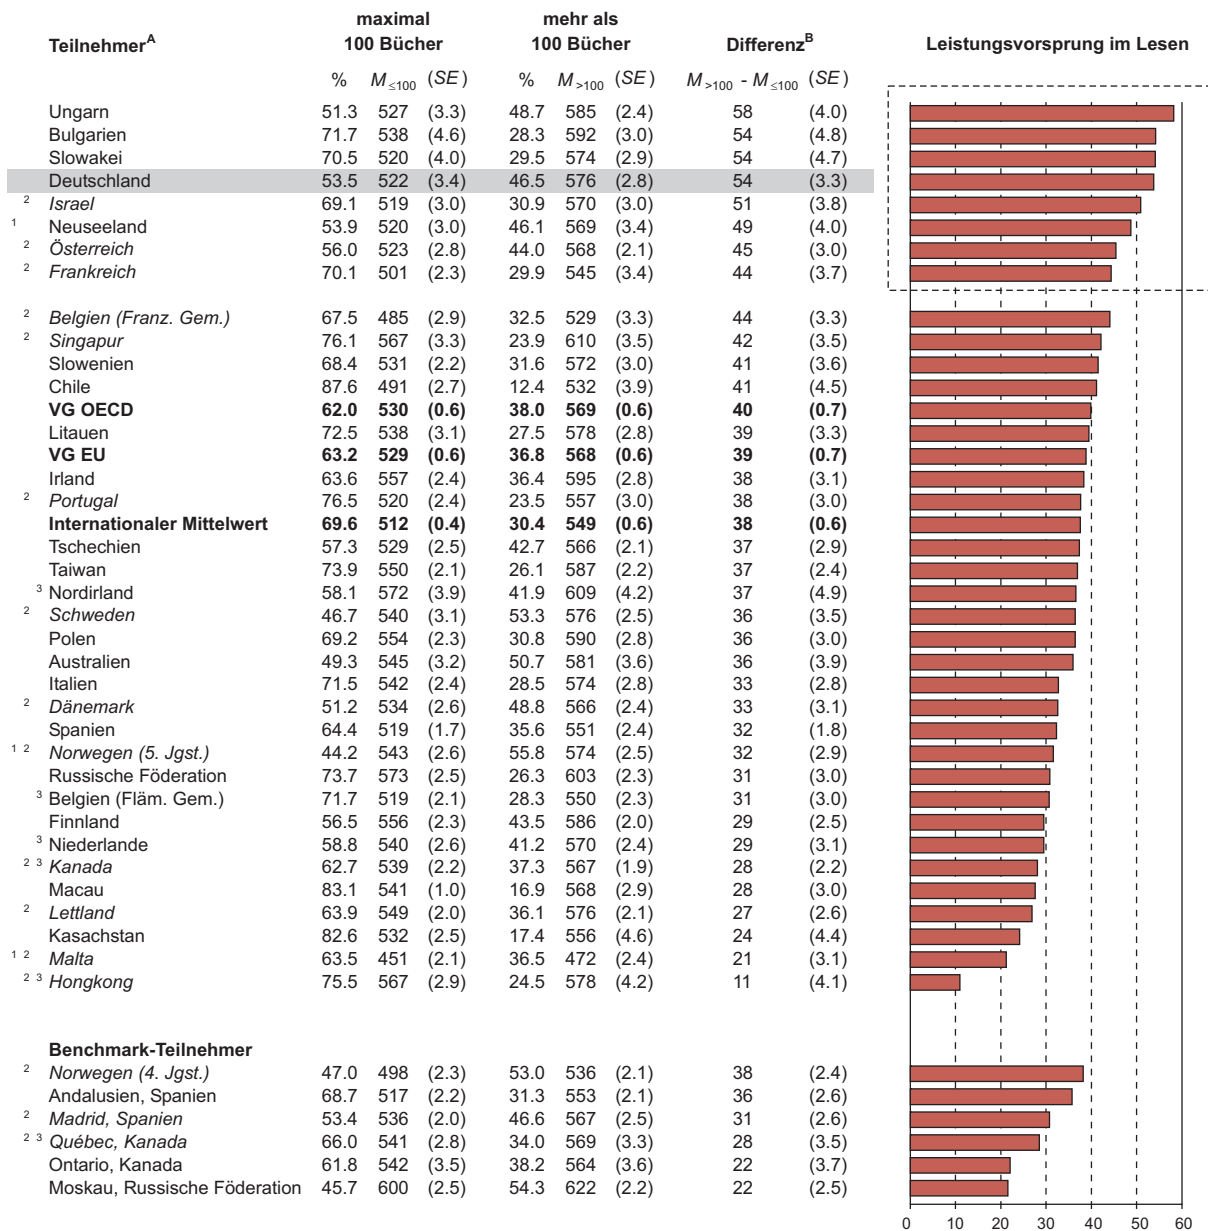 maximal 100 Bücher mehr als 100 Bücher
Teilnehmer^A Differenz^B Leistungsvorsprung im Lesen
% M≤100 (SE) % M>100 (SE) M>100 - M≤100 (SE)
Ungarn 51.3 527 (3.3) 48.7 585 (2.4) 58 (4.0)
Bulgarien 71.7 538 (4.6) 28.3 592 (3.0) 54 (4.8)
Slowakei 70.5 520 (4.0) 29.5 574 (2.9) 54 (4.7)
Deutschland 53.5 522 (3.4) 46.5 576 (2.8) 54 (3.3)
2 Israel 69.1 519 (3.0) 30.9 570 (3.0) 51 (3.8)
1 Neuseeland 53.9 520 (3.0) 46.1 569 (3.4) 49 (4.0)
2 Österreich 56.0 523 (2.8) 44.0 568 (2.1) 45 (3.0)
2 Frankreich 70.1 501 (2.3) 29.9 545 (3.4) 44 (3.7)
2 Belgien (Franz. Gem.) 67.5 485 (2.9) 32.5 529 (3.3) 44 (3.3)
2 Singapur 76.1 567 (3.3) 23.9 610 (3.5) 42 (3.5)
Slowenien 68.4 531 (2.2) 31.6 572 (3.0) 41 (3.6)
Chile 87.6 491 (2.7) 12.4 532 (3.9) 41 (4.5)
VG OECD 62.0 530 (0.6) 38.0 569 (0.6) 40 (0.7)
Litauen 72.5 538 (3.1) 27.5 578 (2.8) 39 (3.3)
VG EU 63.2 529 (0.6) 36.8 568 (0.6) 39 (0.7)
Irland 63.6 557 (2.4) 36.4 595 (2.8) 38 (3.1)
2 Portugal 76.5 520 (2.4) 23.5 557 (3.0) 38 (3.0)
Internationaler Mittelwert 69.6 512 (0.4) 30.4 549 (0.6) 38 (0.6)
Tschechien 57.3 529 (2.5) 42.7 566 (2.1) 37 (2.9)
Taiwan 73.9 550 (2.1) 26.1 587 (2.2) 37 (2.4)
3 Nordirland 58.1 572 (3.9) 41.9 609 (4.2) 37 (4.9)
2 Schweden 46.7 540 (3.1) 53.3 576 (2.5) 36 (3.5)
Polen 69.2 554 (2.3) 30.8 590 (2.8) 36 (3.0)
Australien 49.3 545 (3.2) 50.7 581 (3.6) 36 (3.9)
Italien 71.5 542 (2.4) 28.5 574 (2.8) 33 (2.8)
2 Dänemark 51.2 534 (2.6) 48.8 566 (2.4) 33 (3.1)
Spanien 64.4 519 (1.7) 35.6 551 (2.4) 32 (1.8)
1 2 Norwegen (5. Jgst.) 44.2 543 (2.6) 55.8 574 (2.5) 32 (2.9)
Russische Föderation 73.7 573 (2.5) 26.3 603 (2.3) 31 (3.0)
3 Belgien (Fläm. Gem.) 71.7 519 (2.1) 28.3 550 (2.3) 31 (3.0)
Finnland 56.5 556 (2.3) 43.5 586 (2.0) 29 (2.5)
3 Niederlande 58.8 540 (2.6) 41.2 570 (2.4) 29 (3.1)
2 3 Kanada 62.7 539 (2.2) 37.3 567 (1.9) 28 (2.2)
Macau 83.1 541 (1.0) 16.9 568 (2.9) 28 (3.0)
2 Lettland 63.9 549 (2.0) 36.1 576 (2.1) 27 (2.6)
Kasachstan 82.6 532 (2.5) 17.4 556 (4.6) 24 (4.4)
1 2 Malta 63.5 451 (2.1) 36.5 472 (2.4) 21 (3.1)
2 3 Hongkong 75.5 567 (2.9) 24.5 578 (4.2) 11 (4.1)
Benchmark-Teilnehmer
2 Norwegen (4. Jgst.) 47.0 498 (2.3) 53.0 536 (2.1) 38 (2.4)
Andalusien, Spanien 68.7 517 (2.2) 31.3 553 (2.1) 36 (2.6)
2 Madrid, Spanien 53.4 536 (2.0) 46.6 567 (2.5) 31 (2.6)
2 3 Québec, Kanada 66.0 541 (2.8) 34.0 569 (3.3) 28 (3.5)
Ontario, Kanada 61.8 542 (3.5) 38.2 564 (3.6) 22 (3.7)
Moskau, Russische Föderation 45.7 600 (2.5) 54.3 622 (2.2) 22 (2.5)
0 10 20 30 40 50 60